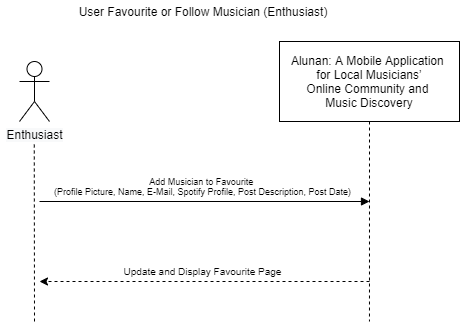 User Favourite or Follow Musician (Enthusiast)
Alunan: A Mobile Application
for Local Musicians'
Online Community and
Music Discovery
Enthusiast
Add Musician to Favourite
(Profile Picture, Name, E-Mail, Spotify Profile, Post Description, Post Date)
Update and Display Favourite Page